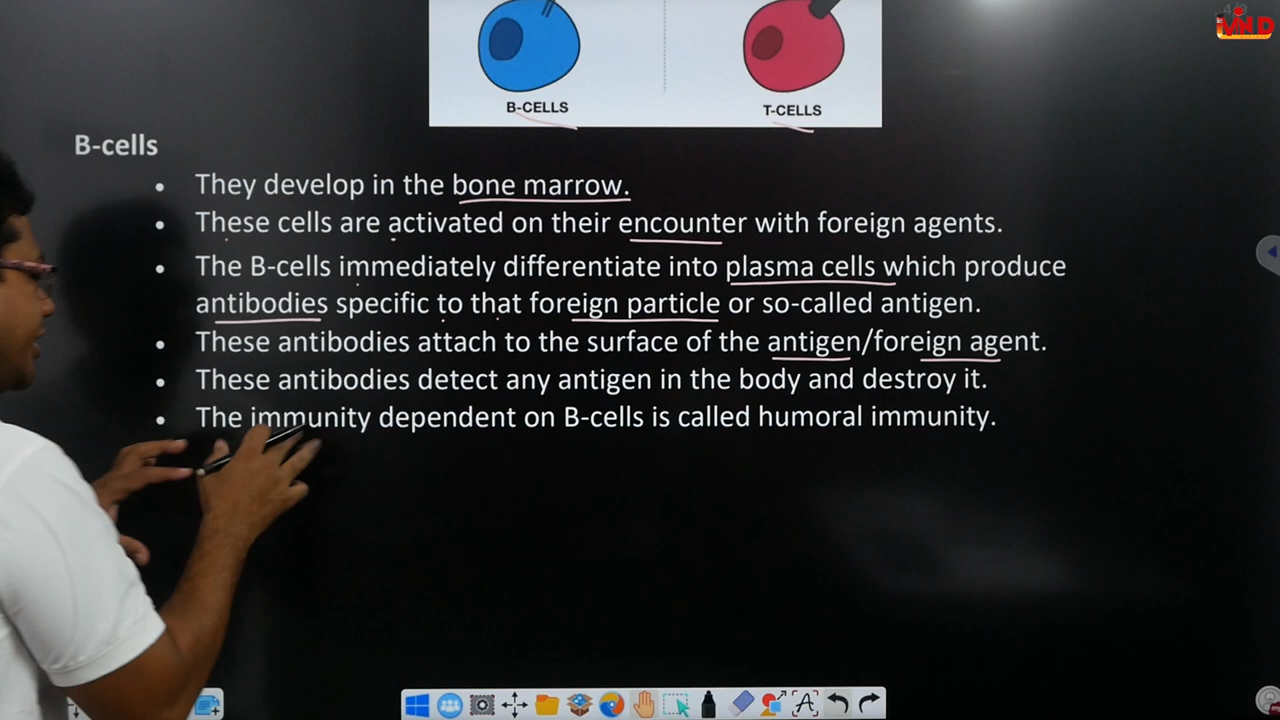 B-CELLS
T-CELLS
B-cells
• They develop in the bone marrow.
• These cells are activated on their encounter with foreign agents.
• The B-cells immediately differentiate into plasma cells which produce
antibodies specific to that foreign particle or so-called antigen.
• These antibodies attach to the surface of the antigen/foreign agent.
• These antibodies detect any antigen in the body and destroy it.
• The immunity dependent on B-cells is called humoral immunity.